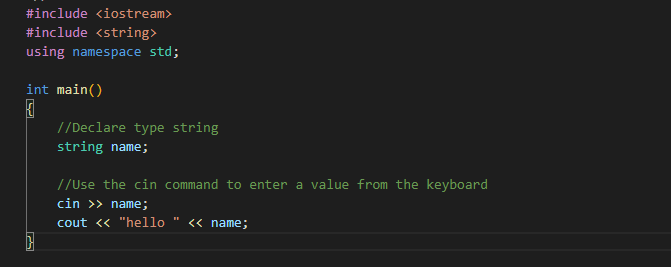 #include <iostream>
#include <string>
using namespace std;
int main()
{
//Declare type string
string name;
//Use the cin command to enter a value from the keyboard
cin >> name;
cout << "hello " << name;
}